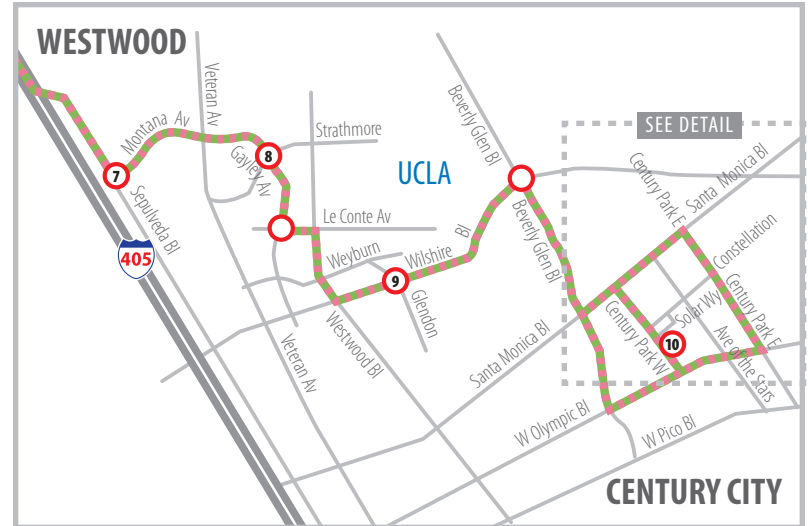 WESTWOOD
Veteran Av
Montana Av
Strathmore
8
Gayley Av
7
UCLA
Beverly Glen Bl
SEE DETAIL
Century Park E
Santa Monica Bl
Sepulveda Bl
405
Le Conte Av
Weyburn
Wilshire Bl
9
Glendon
Beverly Glen Bl
Constellation
Solar Wy
Century Park E
10
Century Park W
Ave of the Stars
Westwood Bl
Veteran Av
Santa Monica Bl
W Olympic Bl
W Pico Bl
CENTURY CITY